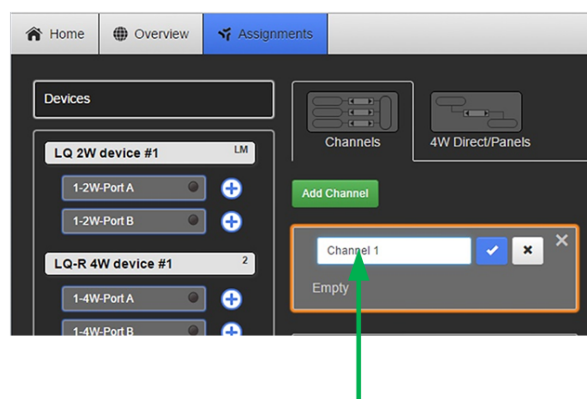 Home
Overview
Assignments
Devices
LQ 2W device #1 LM
1-2W-Port A
1-2W-Port B
LQ-R 4W device #1 2
1-4W-Port A
1-4W-Port B
Channels
4W Direct/Panels
Add Channel
Channel 1
Empty